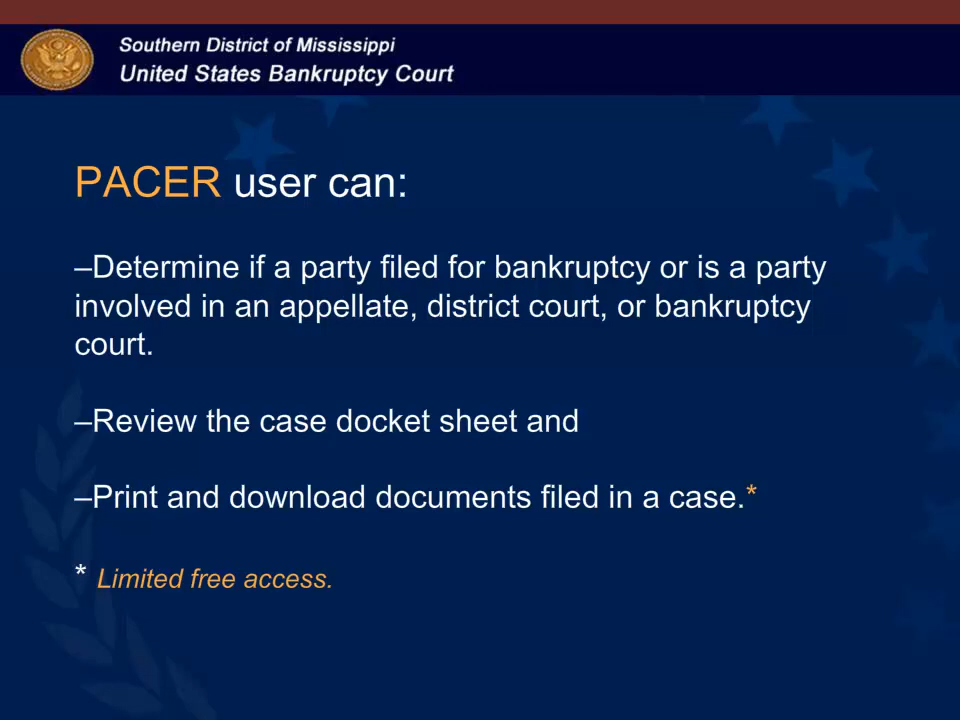 Southern District of Mississippi
United States Bankruptcy Court
PACER user can:
–Determine if a party filed for bankruptcy or is a party
involved in an appellate, district court, or bankruptcy
court.
–Review the case docket sheet and
–Print and download documents filed in a case.*
* Limited free access.